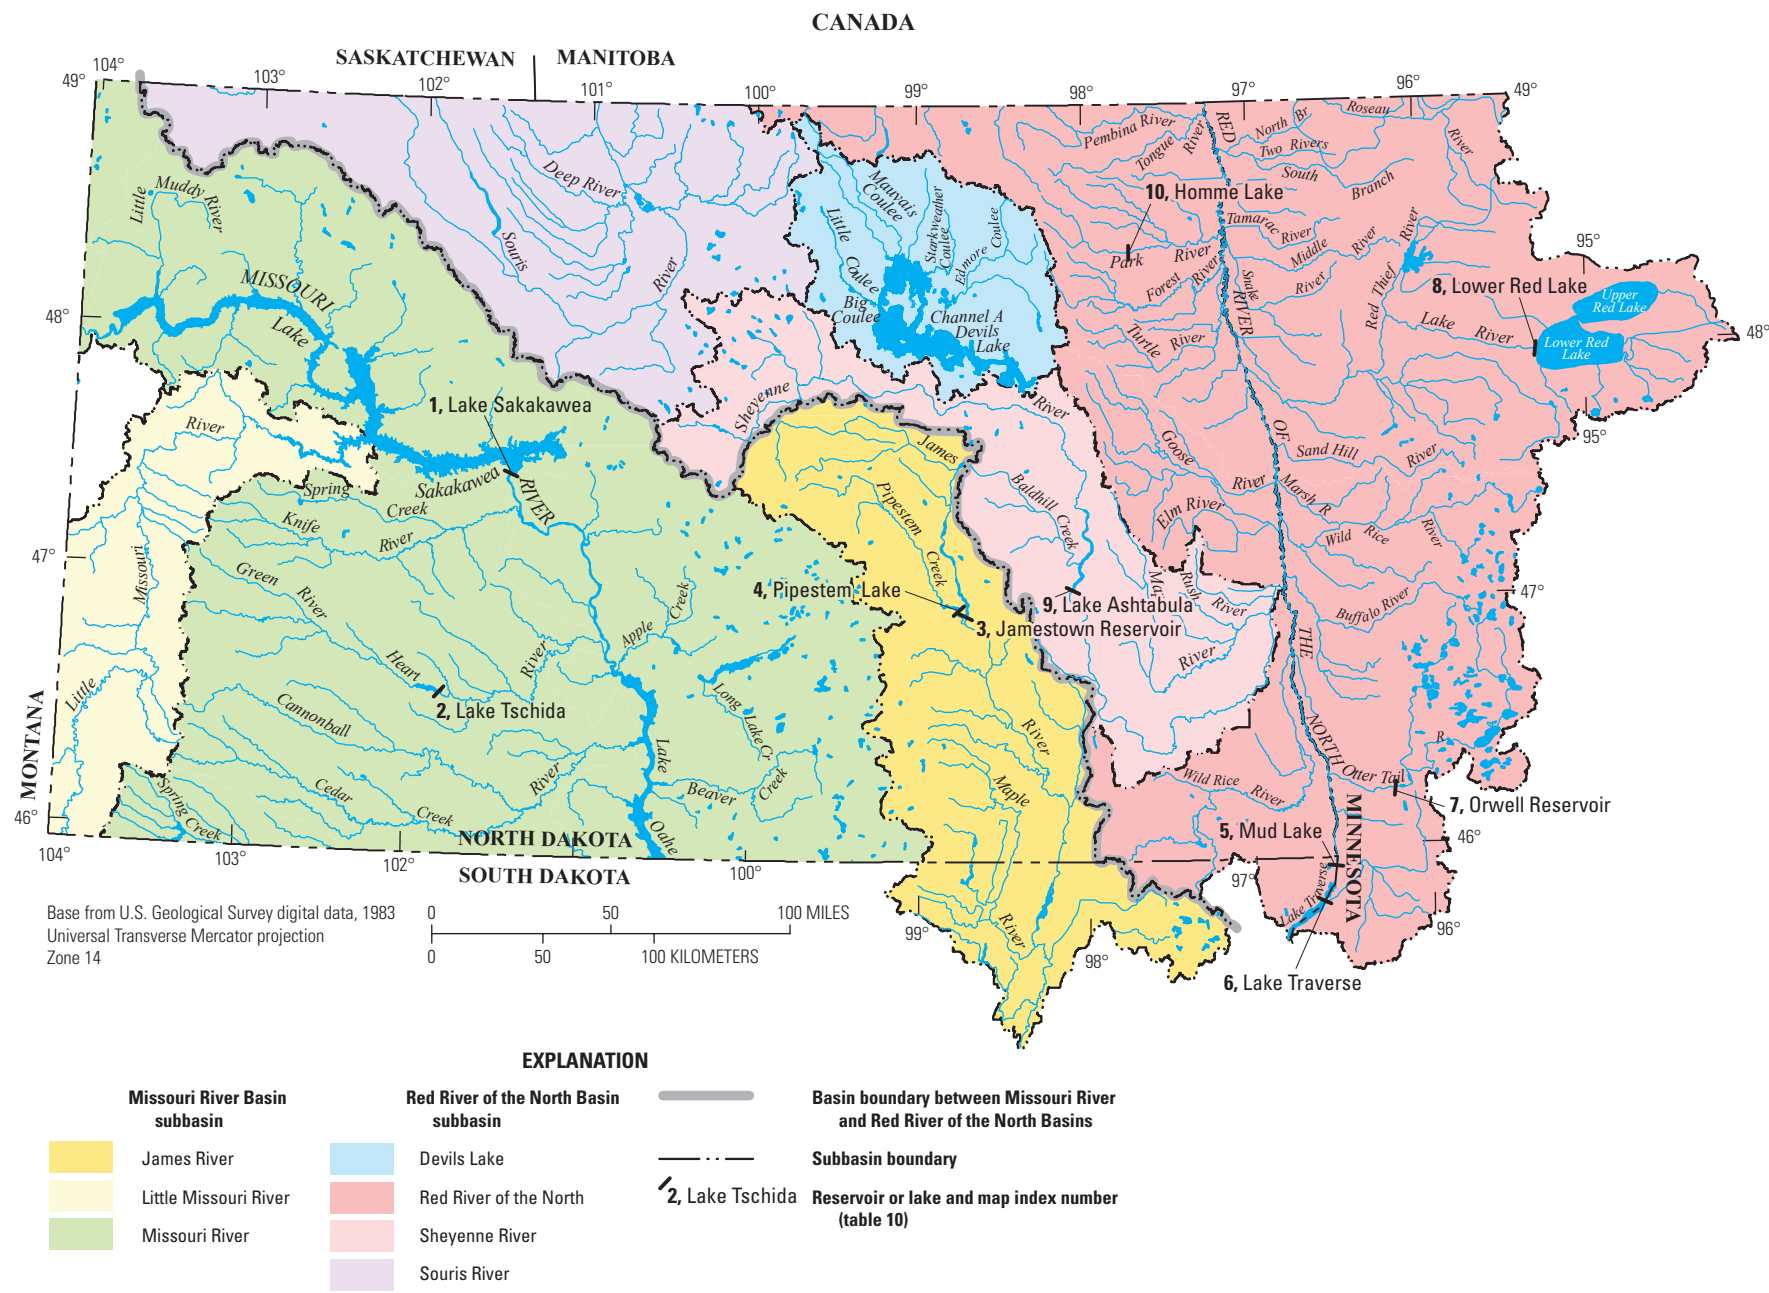 CANADA
SASKATCHEWAN
MANITOBA
49°
104°
103°
102°
101°
100°
99°
98°
97°
96°
49°
Roseau
River
North Br
Two Rivers
South
Branch
Pembina River
Tongue
River
RED
RIVER
OF
THE
NORTH
10, Homme Lake
Deep River
Souris
River
Little
Muddy
River
Mauvais
Coulee
Starkweather
Coulee
Edmore
Coulee
Little
Coulee
Big
Coulee
Channel A
Devils
Lake
Park
River
Forest
River
Tamarac
River
Middle
River
Snake
River
Red Thief
River
95°
8, Lower Red Lake
Upper
Red Lake
Lower Red
Lake
Lake
River
48°
48°
MISSOURI
Lake
Turtle
River
1, Lake Sakakawea
Sakakawea
RIVER
River
Sheyenne
River
James
Goose
River
Sand Hill
River
95°
Spring
Creek
Knife
River
Pipestem
Creek
Baldhill
Creek
Elm River
Marsh R
Wild
Rice
River
47°
Missouri
Little
Green
River
4, Pipestem Lake
3, Jamestown Reservoir
9, Lake Ashtabula
Rush
River
River
Buffalo River
47°
Apple
Creek
Heart
River
2, Lake Tschida
Cannonball
Long
Lake Cr
River
Maple
MONTANA
Cedar
Creek
River
Lake
Oahe
Beaver
Creek
Wild Rice
River
Otter Tail
R
7, Orwell Reservoir
Spring
Creek
46°
46°
5, Mud Lake
MINNESOTA
NORTH DAKOTA
SOUTH DAKOTA
104°
103°
102°
100°
99°
98°
97°
96°
River
Lake Traverse
6, Lake Traverse
Base from U.S. Geological Survey digital data, 1983
Universal Transverse Mercator projection
Zone 14
0 50 100 MILES
0 50 100 KILOMETERS
EXPLANATION
Missouri River Basin
subbasin
James River
Little Missouri River
Missouri River
Red River of the North Basin
subbasin
Devils Lake
Red River of the North
Sheyenne River
Souris River
Basin boundary between Missouri River
and Red River of the North Basins
Subbasin boundary
2, Lake Tschida
Reservoir or lake and map index number
(table 10)